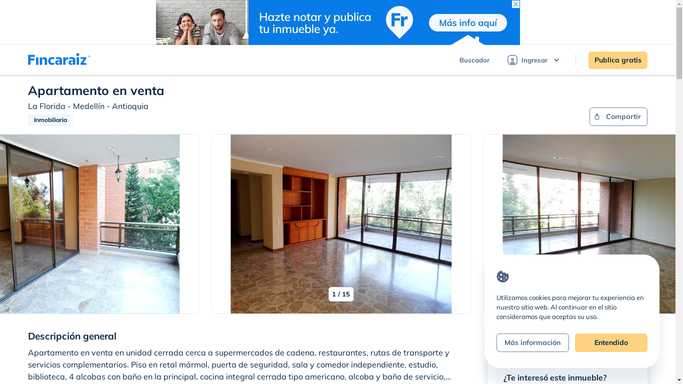 Hazte notar y publica
tu inmueble ya.
Fr
Más info aquí
Fincaraiz
Buscador
Ingresar
Publica gratis
Apartamento en venta
La Florida - Medellín - Antioquia
Inmobiliaria
Compartir
1 / 15
Utilizamos cookies para mejorar tu experiencia en
nuestro sitio web. Al continuar en el sitio
consideramos que aceptas su uso.
Más información
Entendido
Descripción general
Apartamento en venta en unidad cerrada cerca a supermercados de cadena, restaurantes, rutas de transporte y
servicios complementarios. Piso en retal mármol, puerta de seguridad, sala y comedor independiente, estudio,
biblioteca, 4 alcobas con baño en la principal, cocina integral cerrada tipo americano, alcoba y baño de servicio,...
¿Te interesó este inmueble?